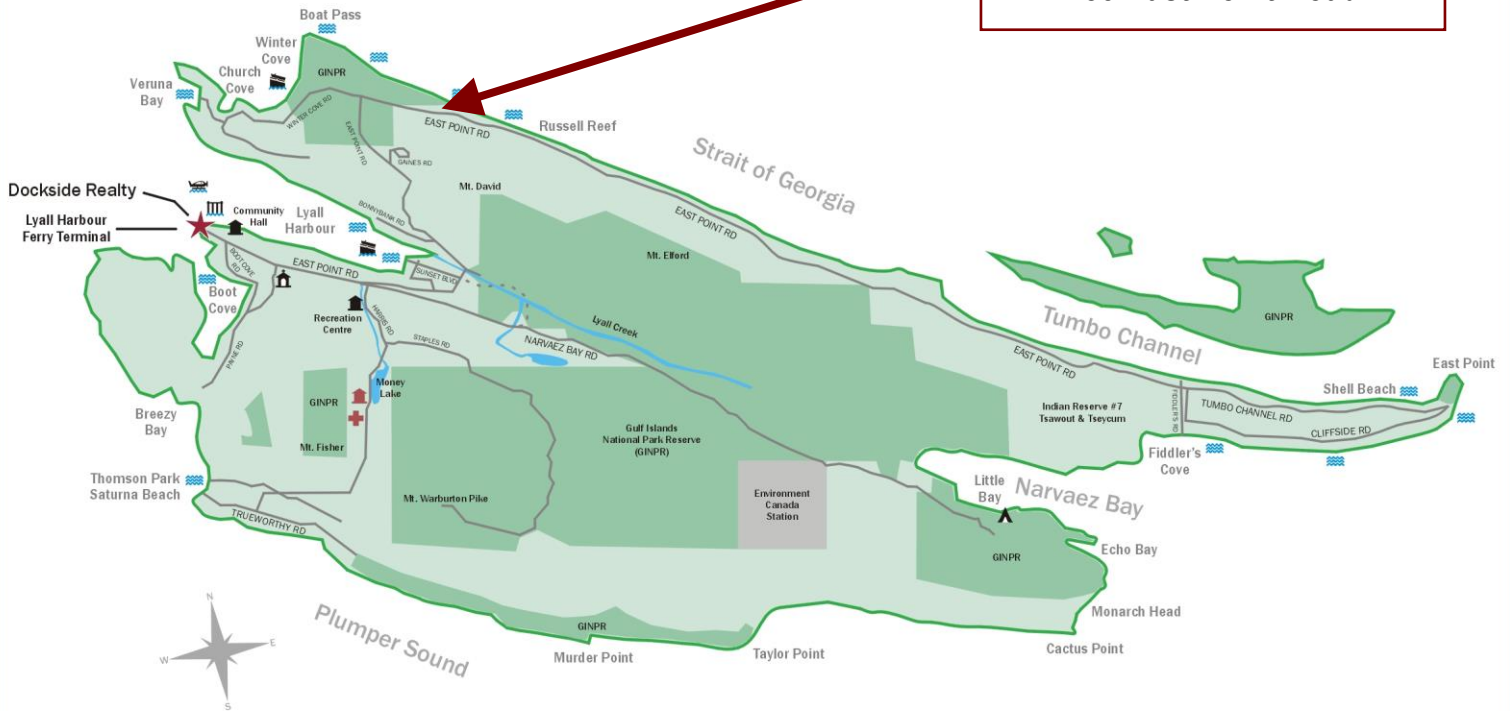 Boat Pass
Winter
Cove
Church
Cove
Veruna
Bay
GINPR
WINTER COVE RD
EAST POINT RD
EAST POINT RD
Russell Reef
GAINES RD
Mt. David
Strait of Georgia
Dockside Realty
Lyall Harbour
Ferry Terminal
Community
Hall
Lyall
Harbour
BONNYBANK RD
EAST POINT RD
Mt. Elford
BOOT COVE
RD
EAST POINT RD
SUNSET BLVD
Boot
Cove
Recreation
Centre
HARRIS RD
STAPLES RD
NARVAEZ BAY RD
Lyall Creek
Tumbo Channel
GINPR
EAST POINT RD
PAYNE RD
Money
Lake
GINPR
Mt. Fisher
Breezy
Bay
Shell Beach
East Point
Indian Reserve #7
Tsawout & Tseycum
FIDDLER'S RD
TUMBO CHANNEL RD
CLIFFSIDE RD
Gulf Islands
National Park Reserve
(GINPR)
Fiddler's
Cove
Thomson Park
Saturna Beach
Mt. Warburton Pike
Environment
Canada
Station
Little
Bay
Narvaez Bay
TRUEWORTHY RD
GINPR
Echo Bay
Monarch Head
Cactus Point
Plumper Sound
GINPR
Murder Point
Taylor Point
N
W
E
S